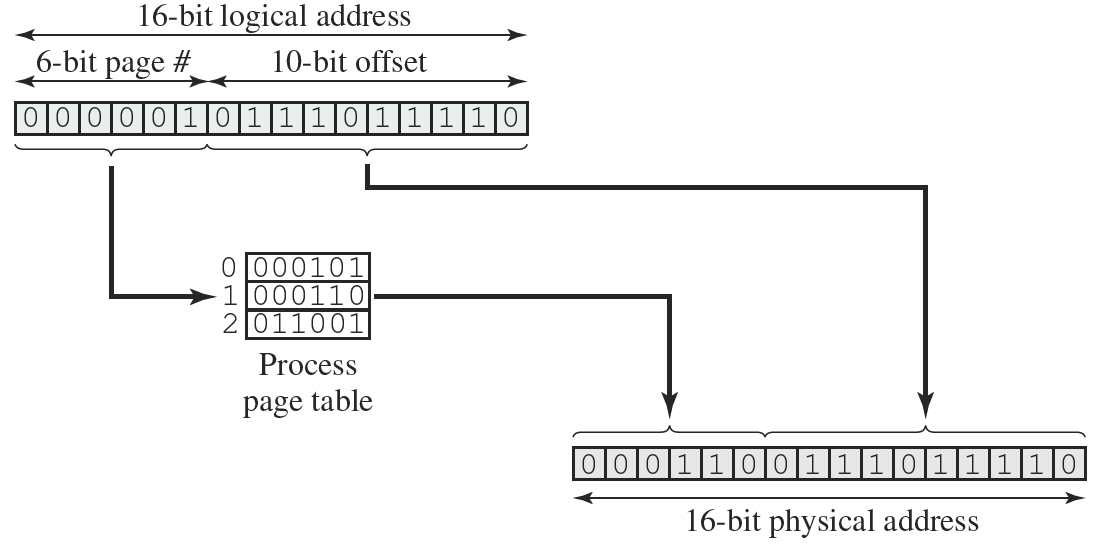 16-bit logical address
6-bit page # 10-bit offset
0 0 0 0 0 1 0 1 1 1 0 1 1 1 1 0
0 000101
1 000110
2 011001
Process
page table
0 0 0 1 1 0 0 1 1 1 0 1 1 1 1 0
16-bit physical address